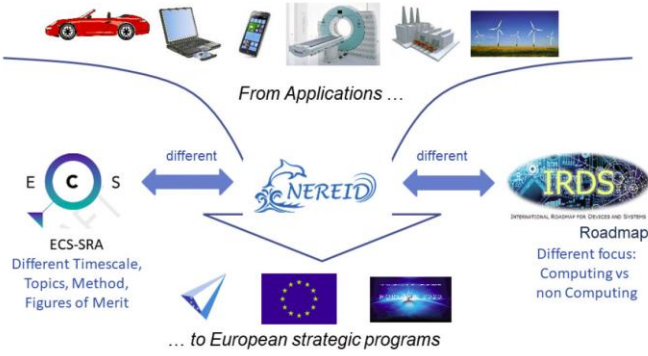 From Applications ...
different
different
E C S
NEREID
IRDS
INTERNATIONAL ROADMAP FOR DEVICES AND SYSTEMS
ECS-SRA
Roadmap
Different Timescale,
Topics, Method,
Figures of Merit
Different focus:
Computing vs
non Computing
... to European strategic programs